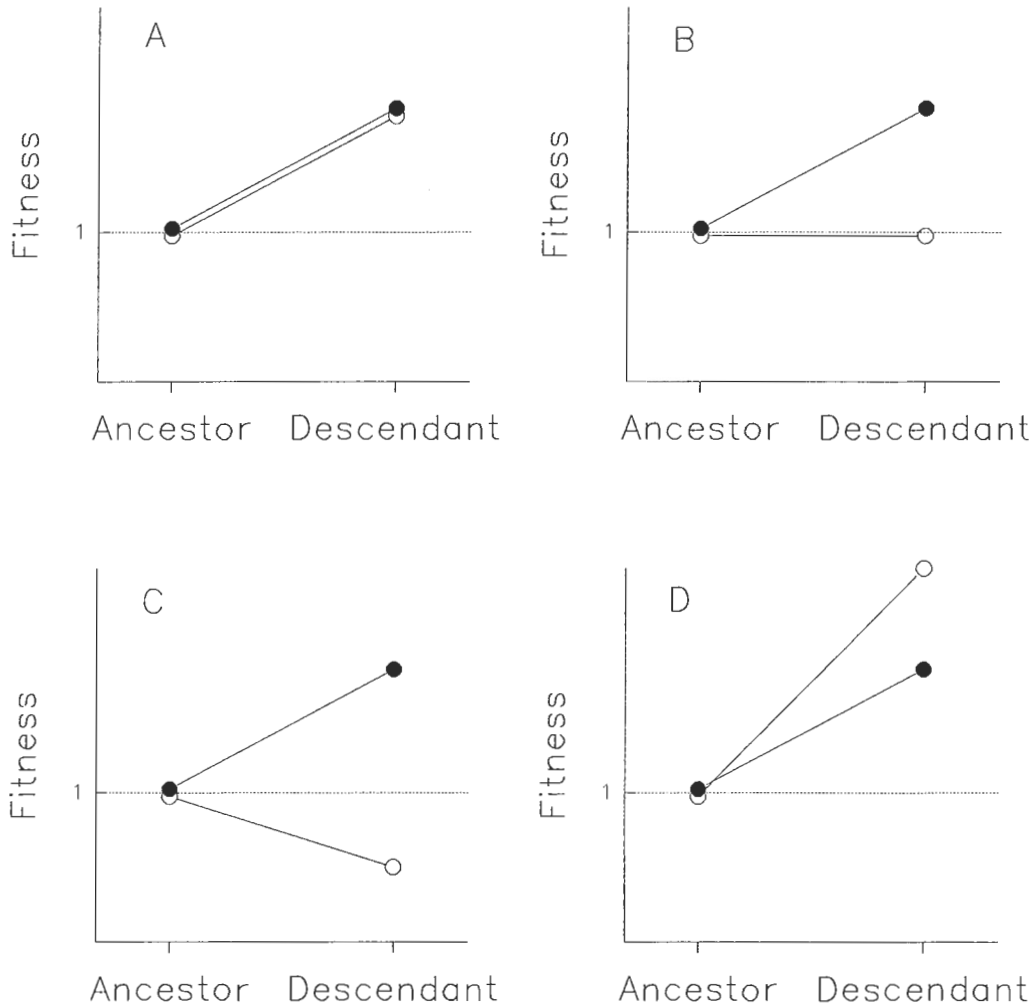 A
Fitness
1
Ancestor Descendant
B
Fitness
1
Ancestor Descendant
C
Fitness
1
Ancestor Descendant
D
Fitness
1
Ancestor Descendant